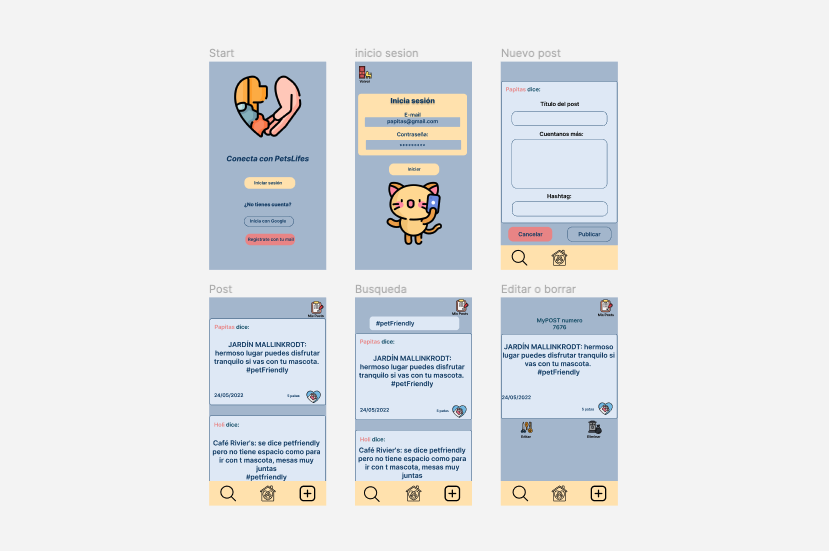 Start
inicio sesion
Nuevo post
Conecta con PetsLifes
Iniciar sesión
¿No tienes cuenta?
Inicia con Google
Registrate con tu mail
Volver
Inicia sesión
E-mail
papitas@gmail.com
Contraseña:
*********
Iniciar
Papitas dice:
Título del post
Cuentanos más:
Hashtag:
Cancelar
Publicar
Post
Busqueda
Editar o borrar
Mis Posts
Papitas dice:
JARDÍN MALLINKRODT:
hermoso lugar puedes disfrutar
tranquilo si vas con tu mascota.
#petFriendly
24/05/2022
5 patas
Holi dice:
Café Rivier's: se dice petfriendly
pero no tiene espacio como para
ir con t mascota, mesas muy
juntas
#petfriendly
Mis Posts
#petFriendly
Papitas dice:
JARDÍN MALLINKRODT:
hermoso lugar puedes disfrutar
tranquilo si vas con tu mascota.
#petFriendly
24/05/2022
5 patas
Holi dice:
Café Rivier's: se dice petfriendly
pero no tiene espacio como para
ir con t mascota, mesas muy
juntas
Mis Posts
MyPOST numero
7676
JARDÍN MALLINKRODT: hermoso
lugar puedes disfrutar tranquilo si
vas con tu mascota.
#petFriendly
24/05/2022
5 patas
Editar
Eliminar